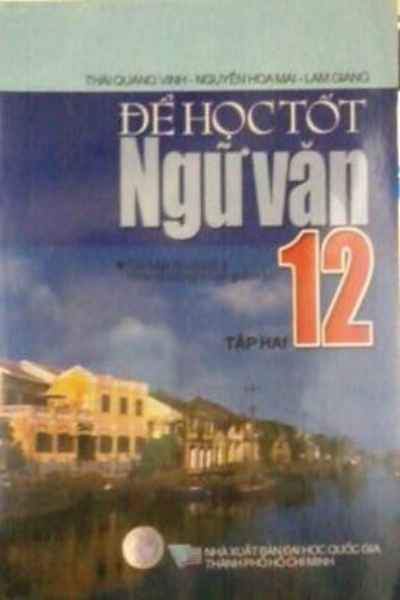 THÁI QUANG VINH - NGUYỄN HOA MAI - LAM GIANG
ĐỂ HỌC TỐT
Ngữ văn
12
TẬP HAI
NHÀ XUẤT BẢN ĐẠI HỌC QUỐC GIA
THÀNH PHỐ HỒ CHÍ MINH